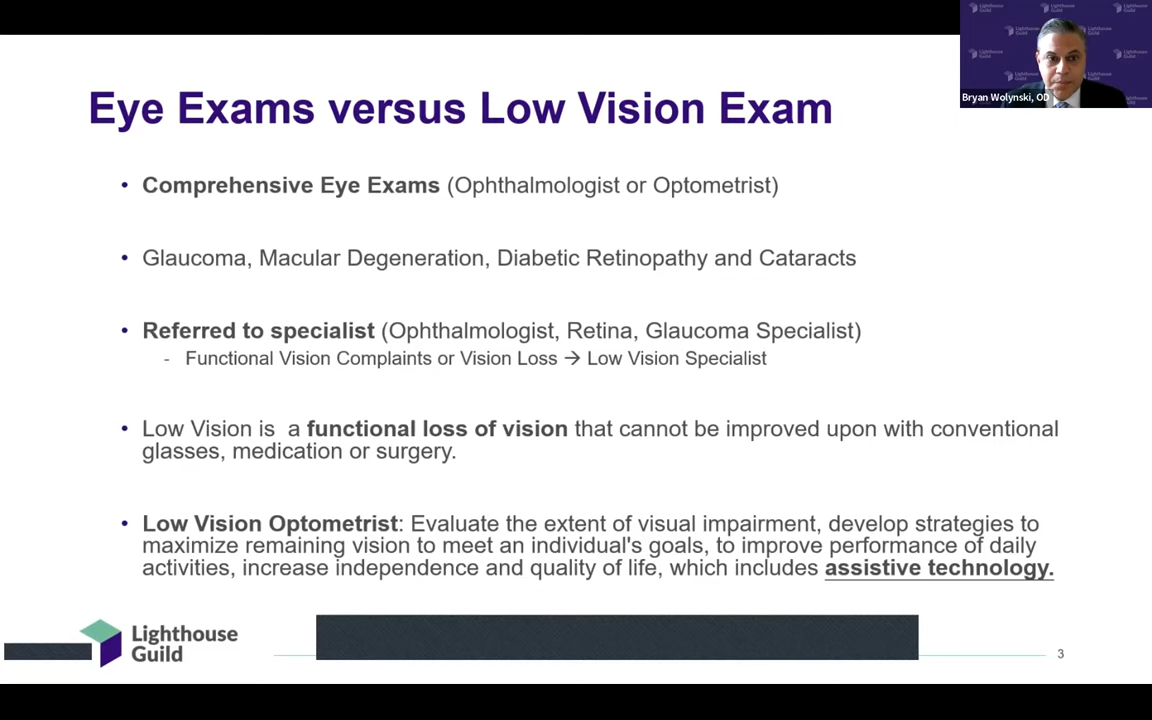 Eye Exams versus Low Vision Exam
• Comprehensive Eye Exams (Ophthalmologist or Optometrist)
• Glaucoma, Macular Degeneration, Diabetic Retinopathy and Cataracts
• Referred to specialist (Ophthalmologist, Retina, Glaucoma Specialist)
- Functional Vision Complaints or Vision Loss → Low Vision Specialist
• Low Vision is a functional loss of vision that cannot be improved upon with conventional
glasses, medication or surgery.
• Low Vision Optometrist: Evaluate the extent of visual impairment, develop strategies to
maximize remaining vision to meet an individual's goals, to improve performance of daily
activities, increase independence and quality of life, which includes assistive technology.
Lighthouse
Guild
3
Bryan Wolynski, OD
Lighthouse
Guild